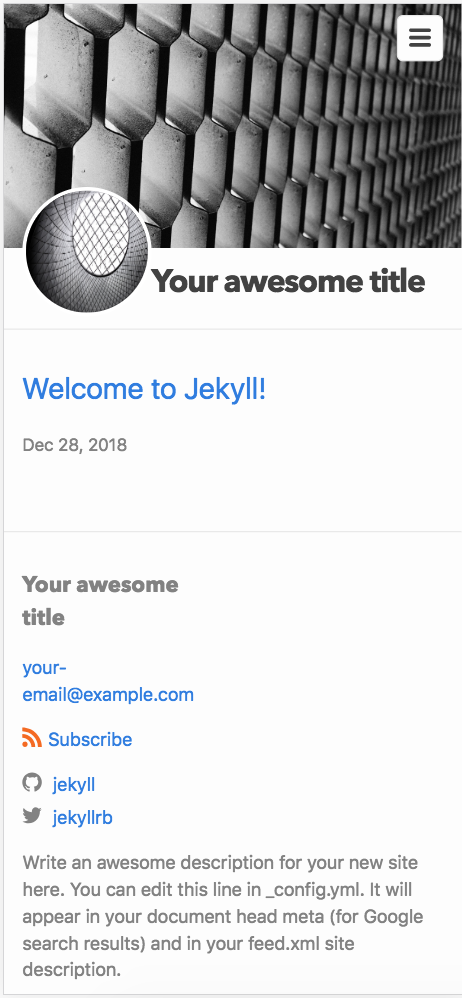 Your awesome title
Welcome to Jekyll!
Dec 28, 2018
Your awesome
title
your-
email@example.com
Subscribe
jekyll
jekyllrb
Write an awesome description for your new site
here. You can edit this line in _config.yml. It will
appear in your document head meta (for Google
search results) and in your feed.xml site
description.